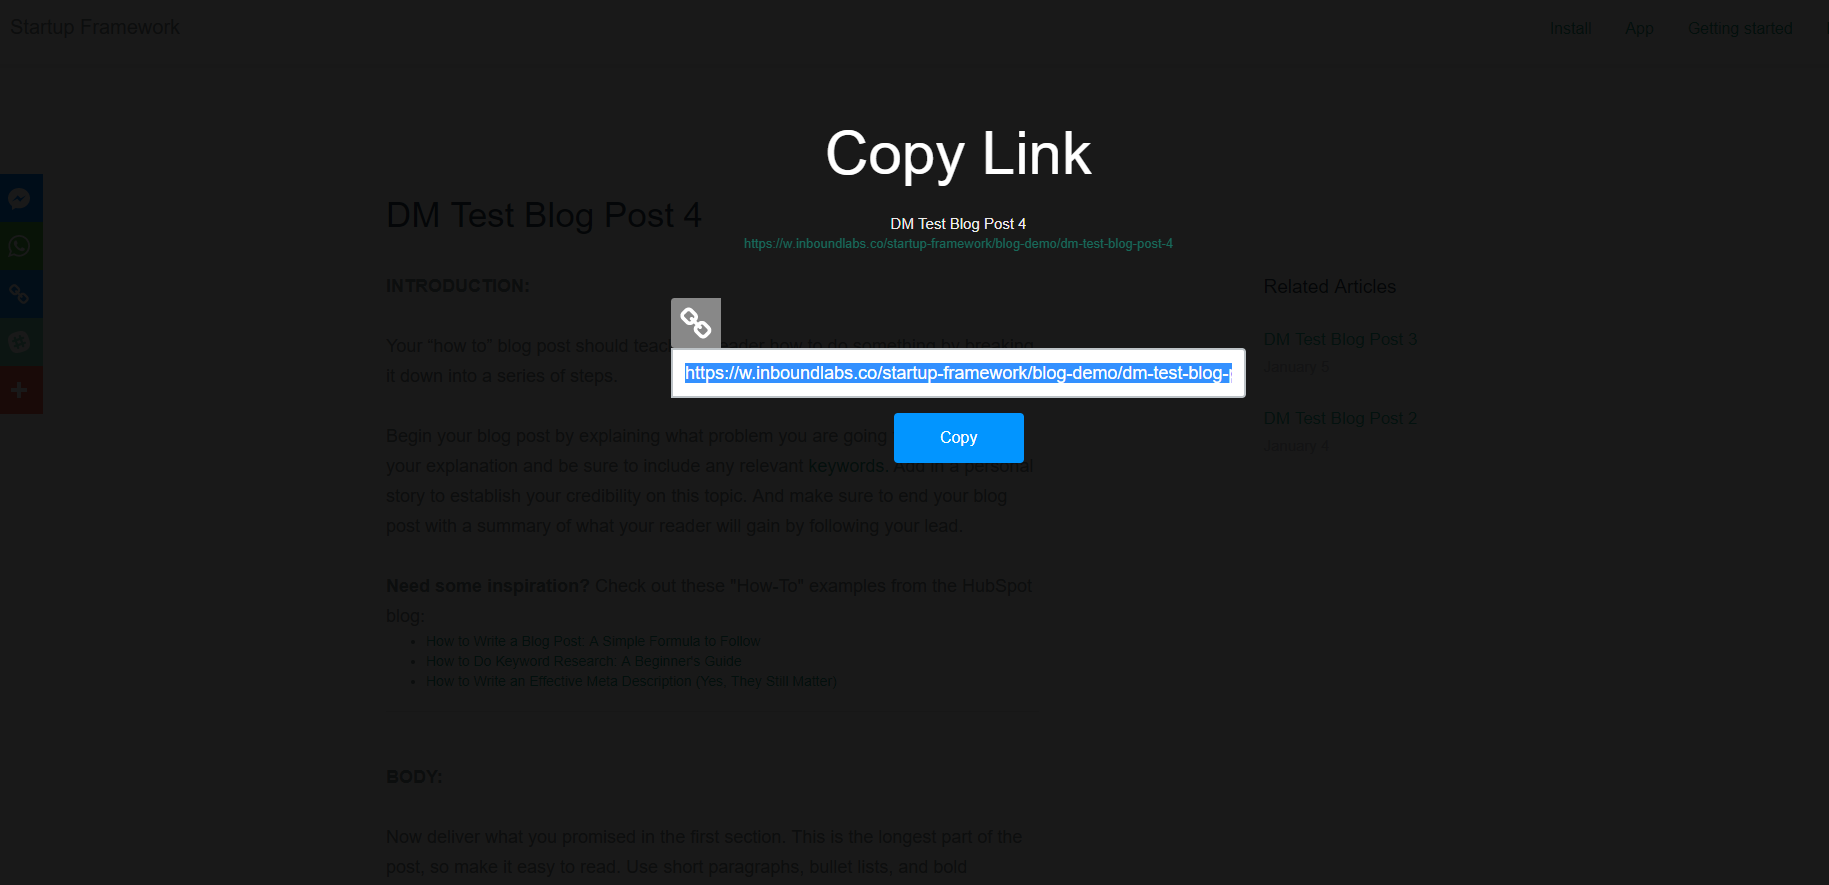 Startup Framework
Install App Getting started
Copy Link
DM Test Blog Post 4
https://w.inboundlabs.co/startup-framework/blog-demo/dm-test-blog-post-4
https://w.inboundlabs.co/startup-framework/blog-demo/dm-test-blog-
Copy
DM Test Blog Post 4
INTRODUCTION:
Your "how to" blog post should teach reader how to do something by breaking
it down into a series of steps.
Begin your blog post by explaining what problem you are going
your explanation and be sure to include any relevant keywords. Add in a personal
story to establish your credibility on this topic. And make sure to end your blog
post with a summary of what your reader will gain by following your lead.
Need some inspiration? Check out these "How-To" examples from the HubSpot
blog:
How to Write a Blog Post: A Simple Formula to Follow
How to Do Keyword Research: A Beginner's Guide
How to Write an Effective Meta Description (Yes, They Still Matter)
BODY:
Now deliver what you promised in the first section. This is the longest part of the
post, so make it easy to read. Use short paragraphs, bullet lists, and bold
Related Articles
DM Test Blog Post 3
January 5
DM Test Blog Post 2
January 4